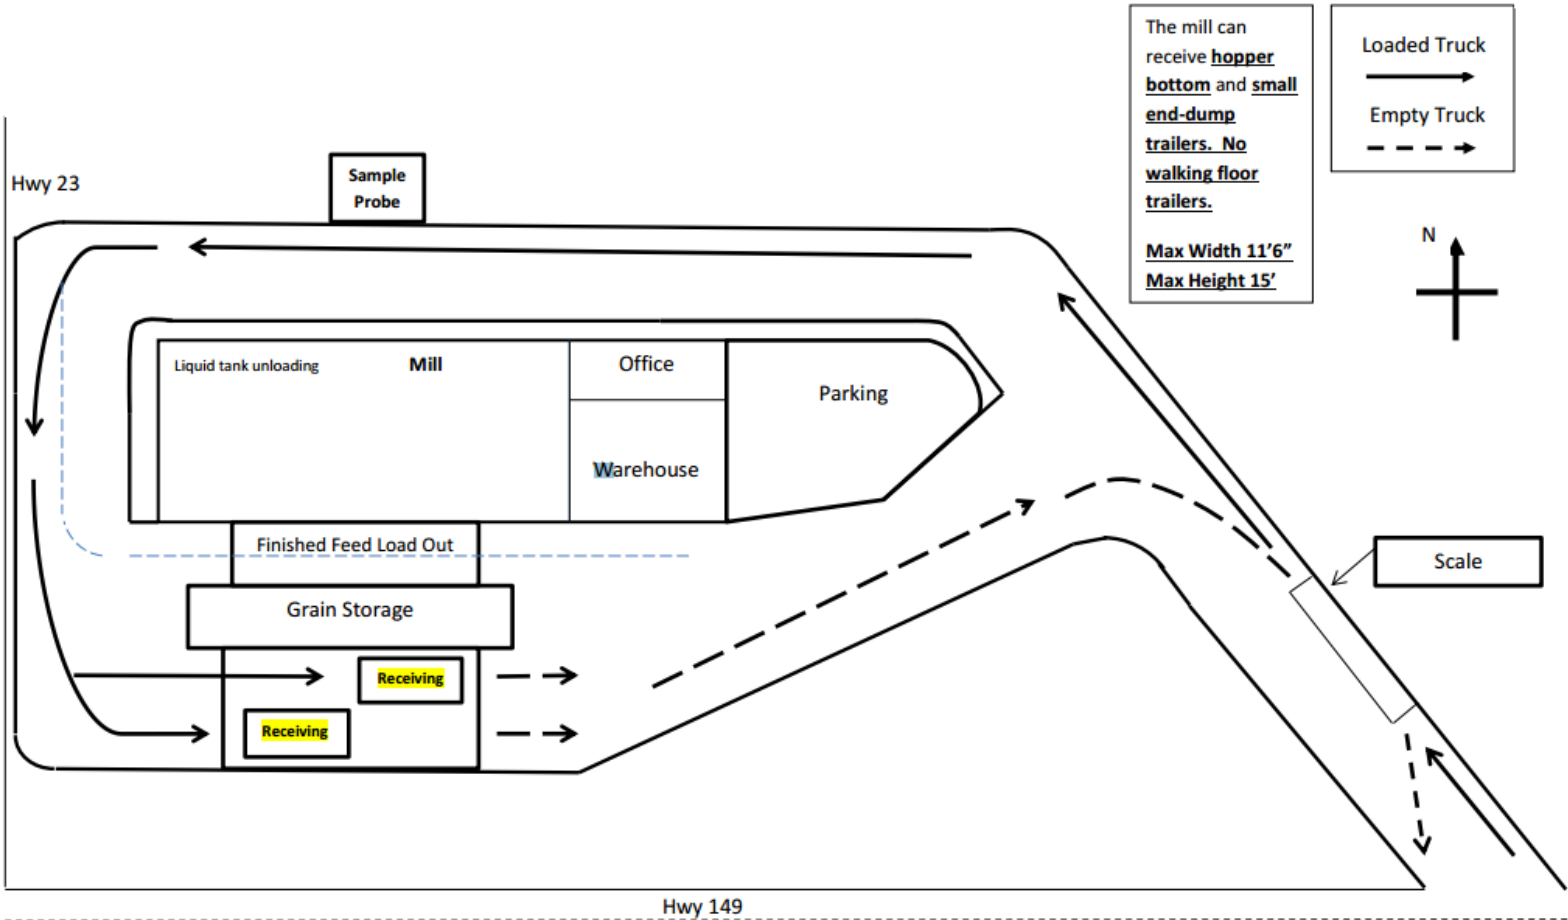 The mill can
receive hopper
bottom and small
end-dump
trailers. No
walking floor
trailers.
Max Width 11’6”
Max Height 15’
Loaded Truck
Empty Truck
N
Hwy 23
Sample
Probe
Liquid tank unloading
Mill
Office
Parking
Warehouse
Finished Feed Load Out
Scale
Grain Storage
Receiving
Receiving
Hwy 149